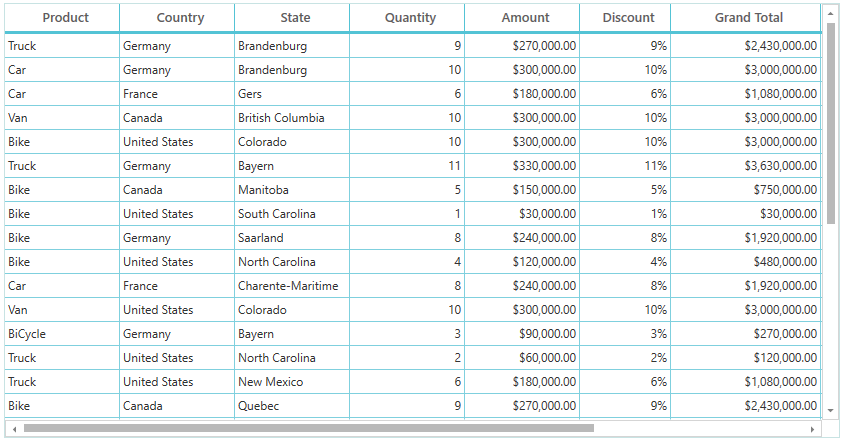 Product Country State Quantity Amount Discount Grand Total
Truck Germany Brandenburg 9 $270,000.00 9% $2,430,000.00
Car Germany Brandenburg 10 $300,000.00 10% $3,000,000.00
Car France Gers 6 $180,000.00 6% $1,080,000.00
Van Canada British Columbia 10 $300,000.00 10% $3,000,000.00
Bike United States Colorado 10 $300,000.00 10% $3,000,000.00
Truck Germany Bayern 11 $330,000.00 11% $3,630,000.00
Bike Canada Manitoba 5 $150,000.00 5% $750,000.00
Bike United States South Carolina 1 $30,000.00 1% $30,000.00
Bike Germany Saarland 8 $240,000.00 8% $1,920,000.00
Bike United States North Carolina 4 $120,000.00 4% $480,000.00
Car France Charente-Maritime 8 $240,000.00 8% $1,920,000.00
Van United States Colorado 10 $300,000.00 10% $3,000,000.00
BiCycle Germany Bayern 3 $90,000.00 3% $270,000.00
Truck United States North Carolina 2 $60,000.00 2% $120,000.00
Truck United States New Mexico 6 $180,000.00 6% $1,080,000.00
Bike Canada Quebec 9 $270,000.00 9% $2,430,000.00